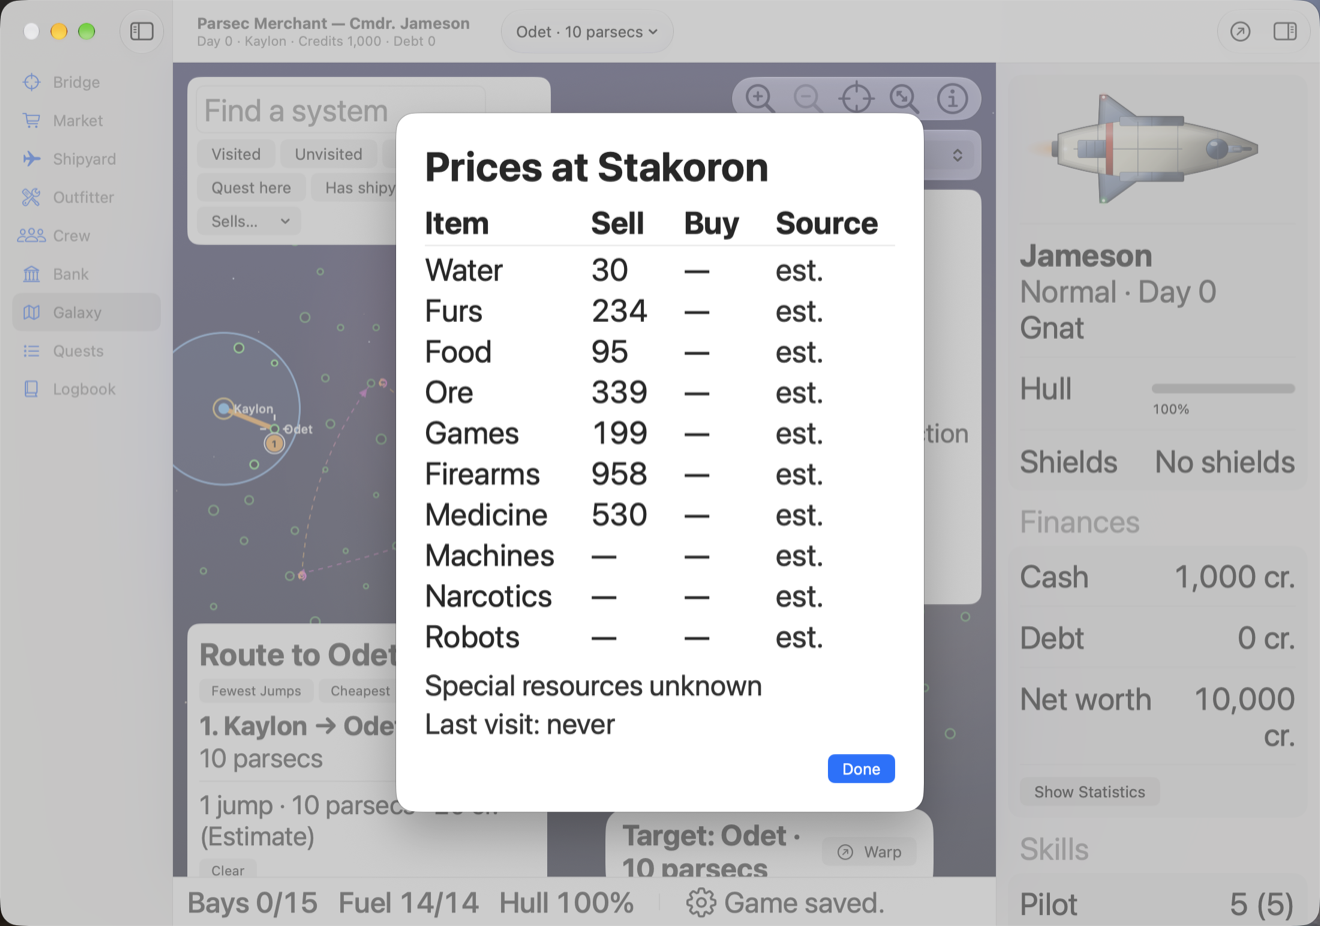 Parsec Merchant — Cmdr. Jameson
Day 0 · Kaylon · Credits 1,000 · Debt 0
Odet · 10 parsecs
Bridge
Market
Shipyard
Outfitter
Crew
Bank
Galaxy
Quests
Logbook
Find a system
Visited
Unvisited
Quest here
Has shipy
Sells...
Kaylon
Odet
1
Route to Odet
Fewest Jumps
Cheapest
1. Kaylon → Ode
10 parsecs
1 jump · 10 parsecs
(Estimate)
Clear
Prices at Stakoron
Item Sell Buy Source
Water 30 — est.
Furs 234 — est.
Food 95 — est.
Ore 339 — est.
Games 199 — est.
Firearms 958 — est.
Medicine 530 — est.
Machines — — est.
Narcotics — — est.
Robots — — est.
Special resources unknown
Last visit: never
Done
ction
Target: Odet ·
10 parsecs
Warp
Bays 0/15 Fuel 14/14 Hull 100% Game saved.
Jameson
Normal · Day 0
Gnat
Hull
100%
Shields No shields
Finances
Cash 1,000 cr.
Debt 0 cr.
Net worth 10,000
cr.
Show Statistics
Skills
Pilot 5 (5)